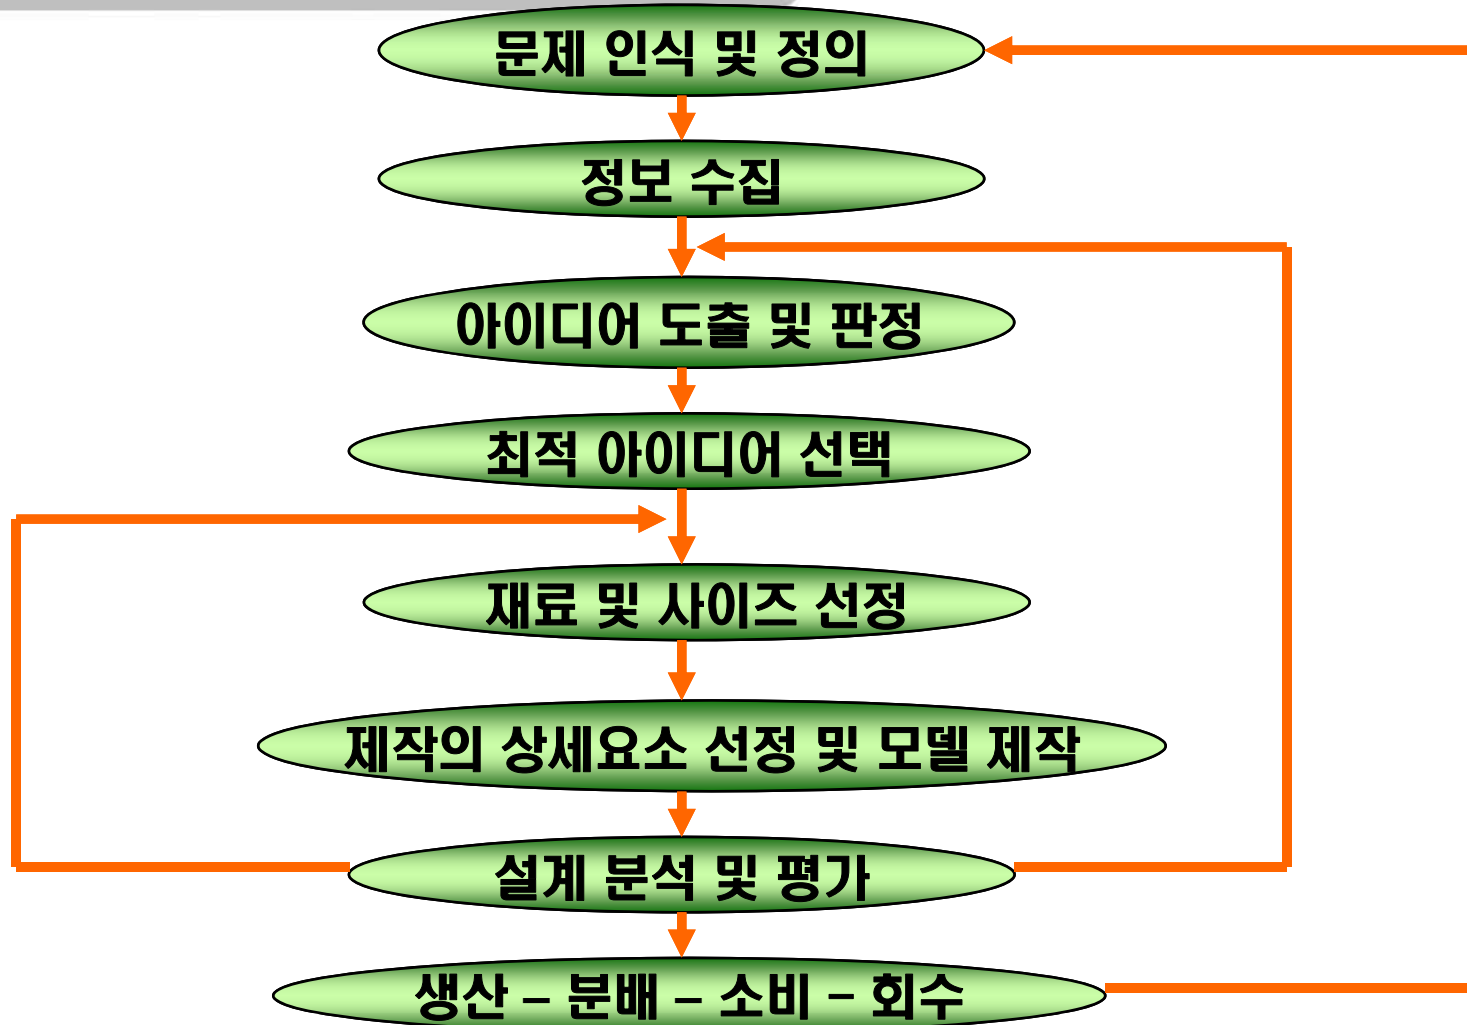 문제 인식 및 정의
정보 수집
아이디어 도출 및 판정
최적 아이디어 선택
재료 및 사이즈 선정
제작의 상세요소 선정 및 모델 제작
설계 분석 및 평가
생산 – 분배 – 소비 – 회수